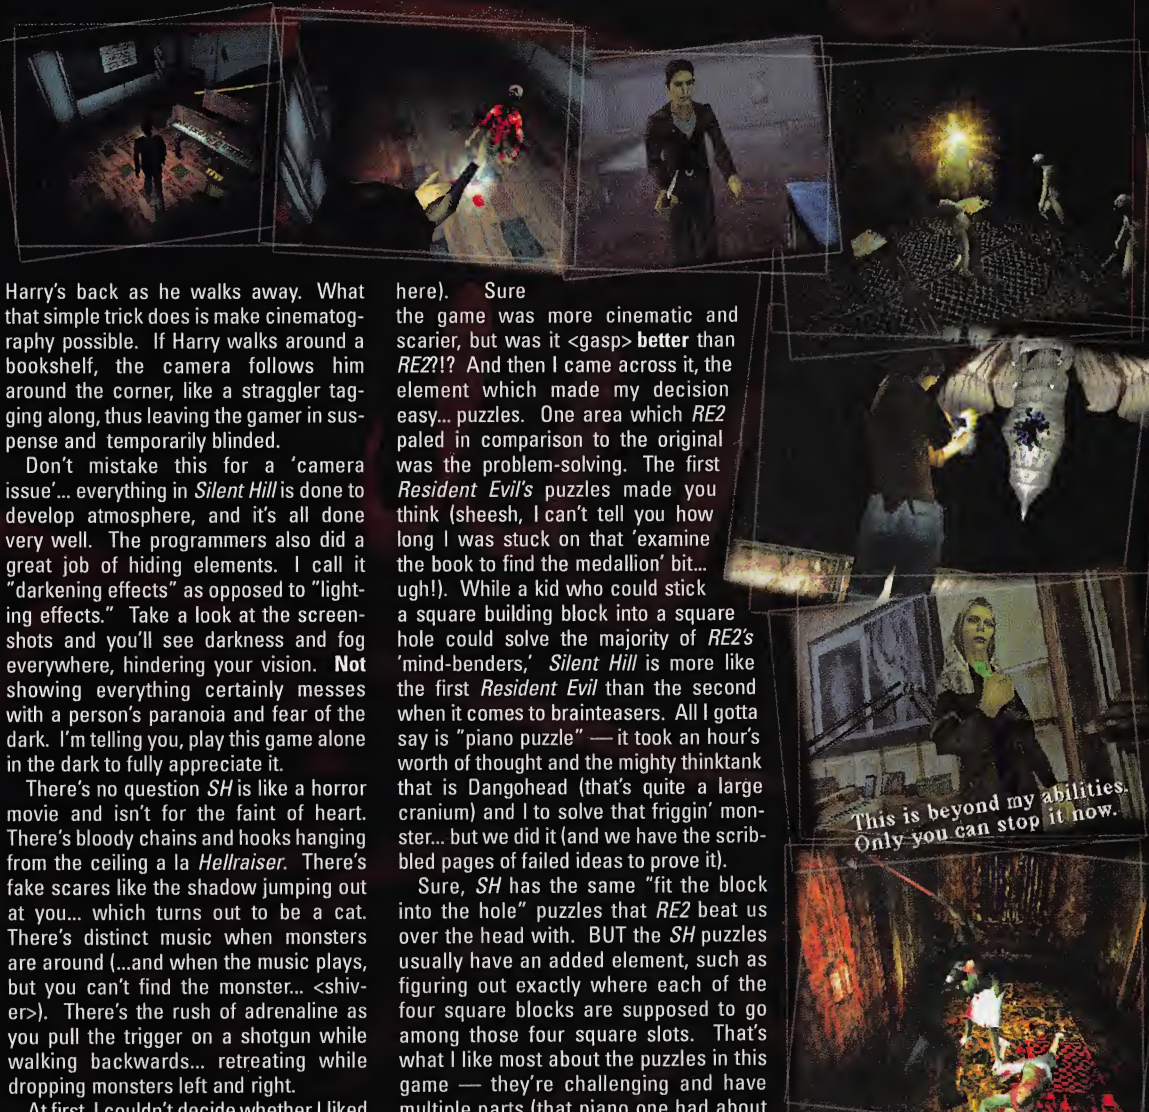 Harry's back as he walks away. What
that simple trick does is make cinematog-
raphy possible. If Harry walks around a
bookshelf, the camera follows him
around the corner, like a straggler tag-
ging along, thus leaving the gamer in sus-
pense and temporarily blinded.
Don't mistake this for a 'camera
issue'... everything in Silent Hill is done to
develop atmosphere, and it's all done
very well. The programmers also did a
great job of hiding elements. I call it
"darkening effects" as opposed to "light-
ing effects." Take a look at the screen-
shots and you'll see darkness and fog
everywhere, hindering your vision. Not
showing everything certainly messes
with a person's paranoia and fear of the
dark. I'm telling you, play this game alone
in the dark to fully appreciate it.
There's no question SH is like a horror
movie and isn't for the faint of heart.
There's bloody chains and hooks hanging
from the ceiling a la Hellraiser. There's
fake scares like the shadow jumping out
at you... which turns out to be a cat.
There's distinct music when monsters
are around (...and when the music plays,
but you can't find the monster... <shiv-
er>). There's the rush of adrenaline as
you pull the trigger on a shotgun while
walking backwards... retreating while
dropping monsters left and right.
At first, I couldn't decide whether I liked
here). Sure
the game was more cinematic and
scarier, but was it <gasp> better than
RE2?!? And then I came across it, the
element which made my decision
easy... puzzles. One area which RE2
paled in comparison to the original
was the problem-solving. The first
Resident Evil's puzzles made you
think (sheesh, I can't tell you how
long I was stuck on that 'examine
the book to find the medallion' bit...
ugh!). While a kid who could stick
a square building block into a square
hole could solve the majority of RE2's
'mind-benders,' Silent Hill is more like
the first Resident Evil than the second
when it comes to brainteasers. All I gotta
say is "piano puzzle" — it took an hour's
worth of thought and the mighty thinktank
that is Dangohead (that's quite a large
cranium) and I to solve that friggin' mon-
ster... but we did it (and we have the scrib-
bled pages of failed ideas to prove it).
Sure, SH has the same "fit the block
into the hole" puzzles that RE2 beat us
over the head with. BUT the SH puzzles
usually have an added element, such as
figuring out exactly where each of the
four square blocks are supposed to go
among those four square slots. That's
what I like most about the puzzles in this
game — they're challenging and have
multiple parts (that piano one had about
This is beyond my abilities.
Only you can stop it now.